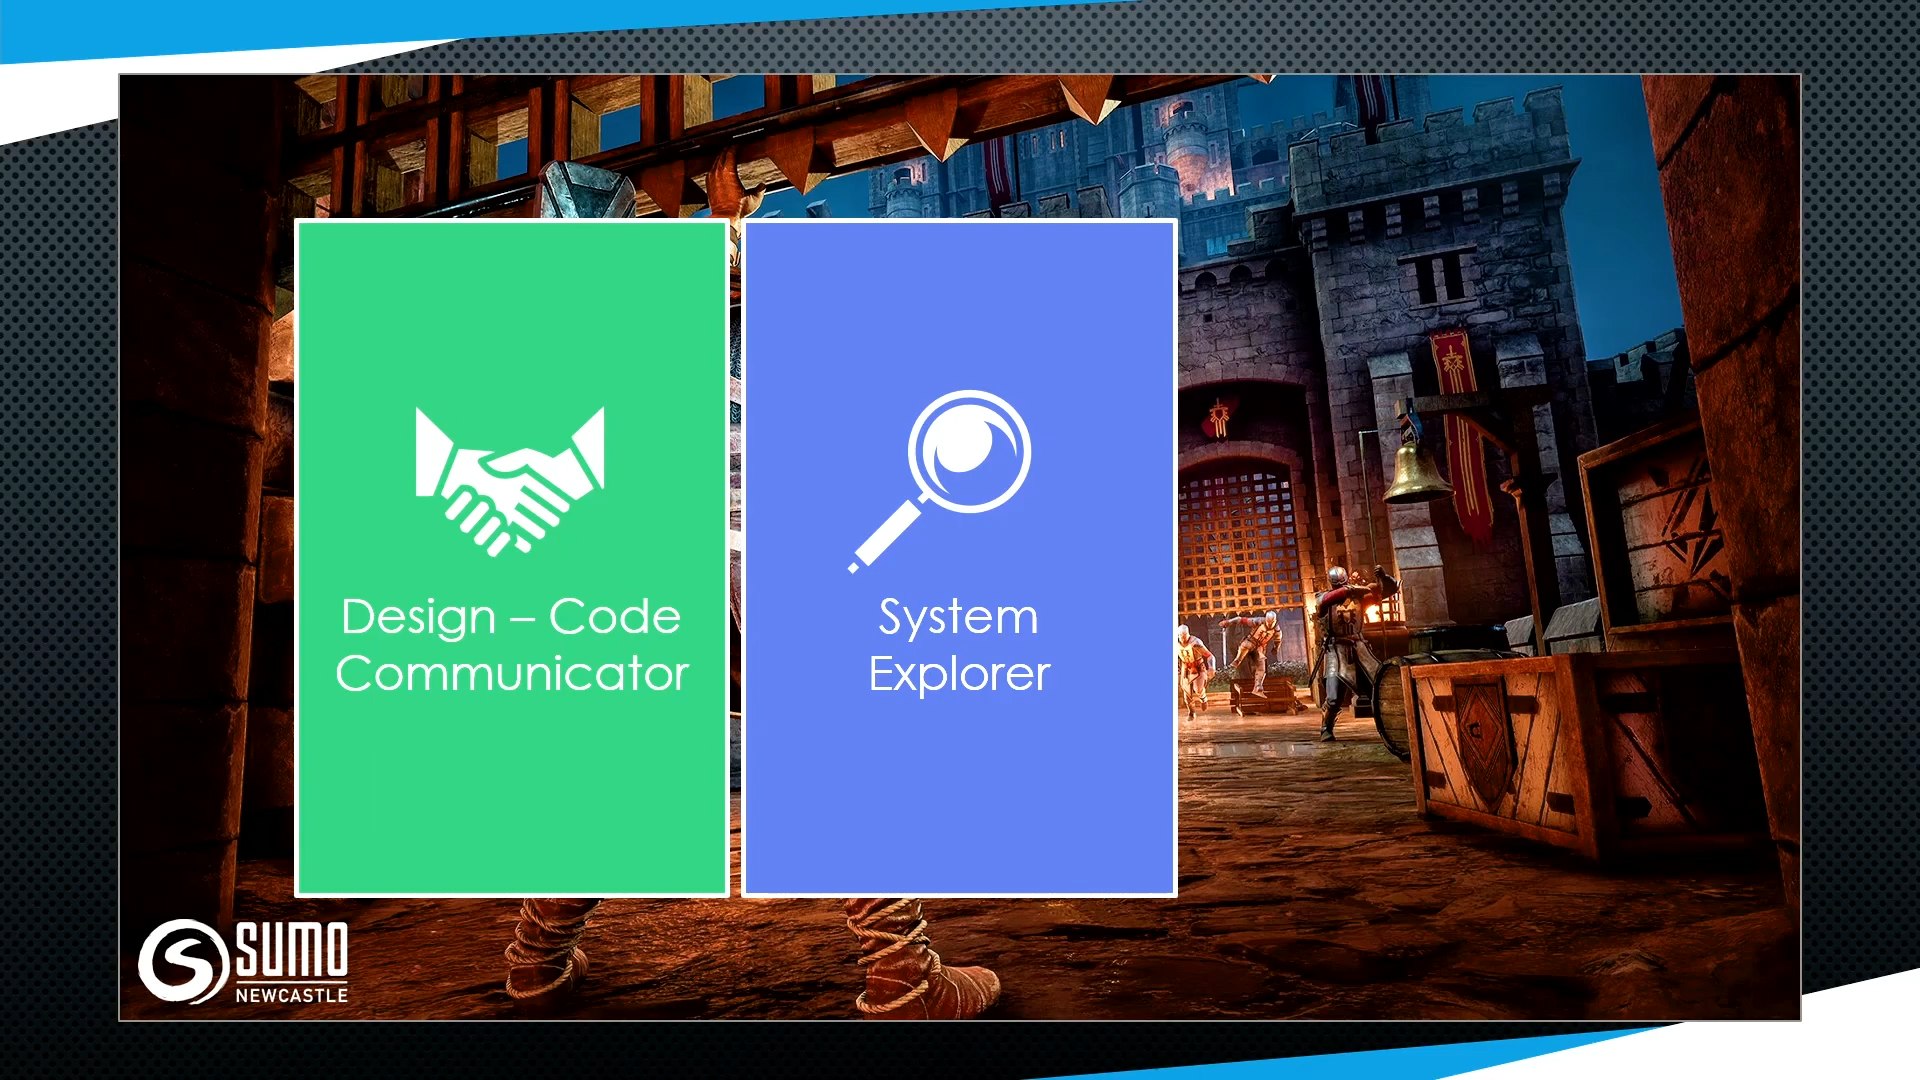 Design – Code
Communicator
System
Explorer
SUMO
NEWCASTLE